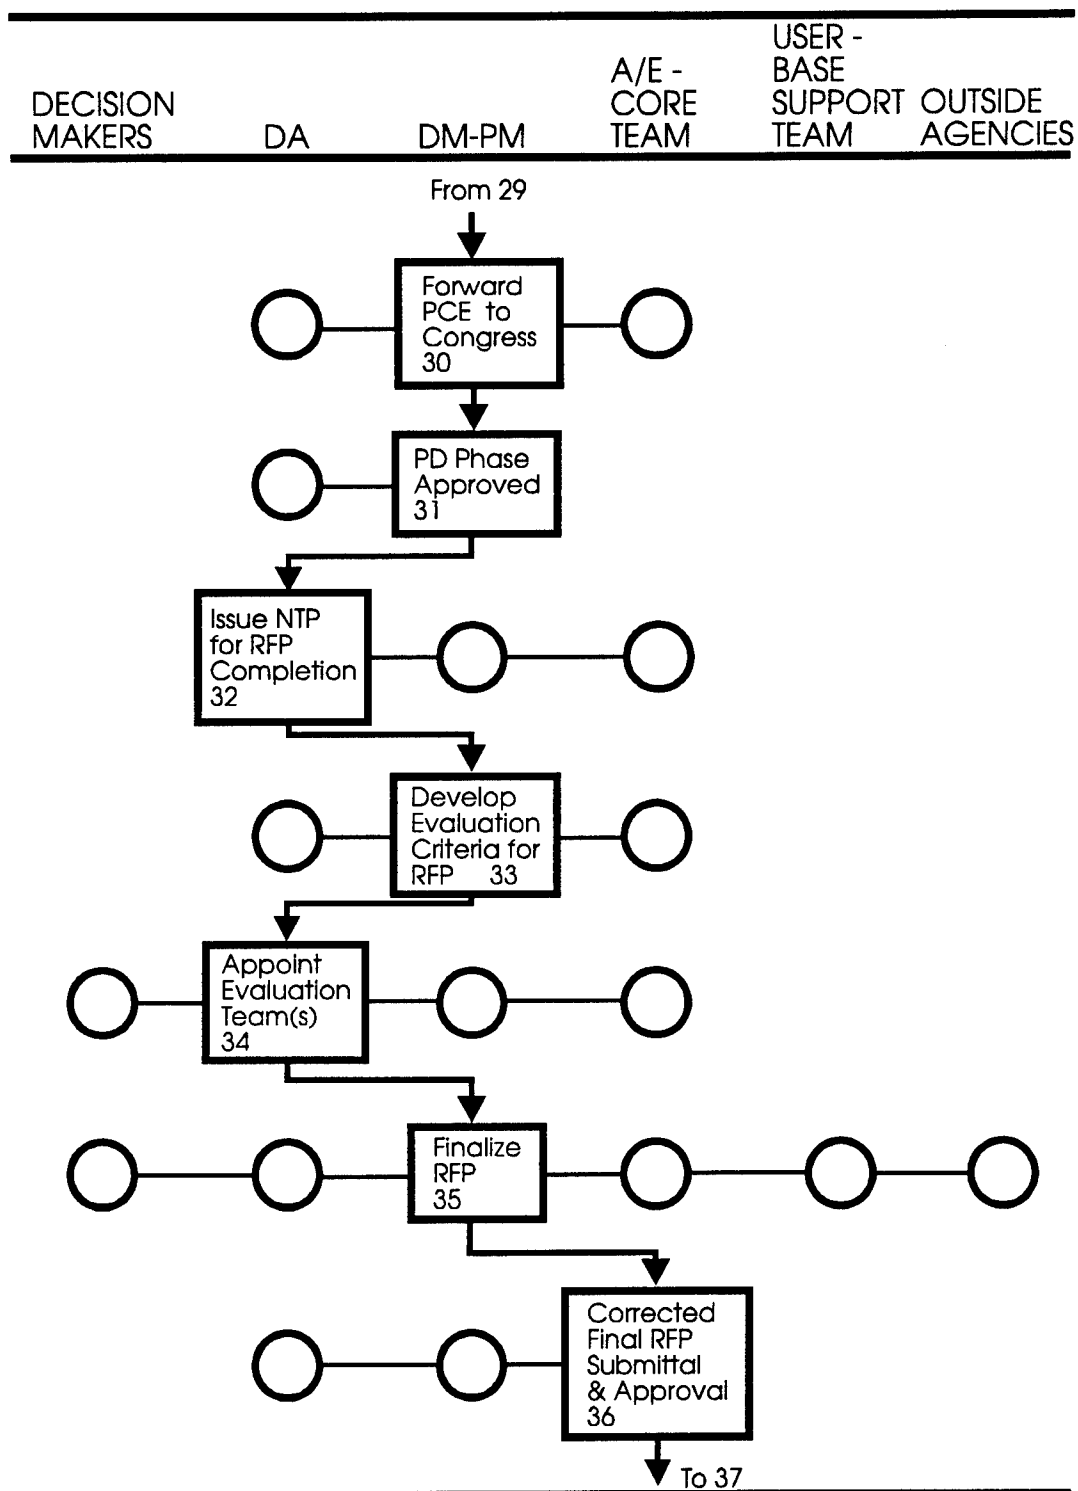 DECISION
MAKERS
DA
DM-PM
A/E -
CORE
TEAM
USER -
BASE
SUPPORT
TEAM
OUTSIDE
AGENCIES
From 29
Forward
PCE to
Congress
30
PD Phase
Approved
31
Issue NTP
for RFP
Completion
32
Develop
Evaluation
Criteria for
RFP 33
Appoint
Evaluation
Team(s)
34
Finalize
RFP
35
Corrected
Final RFP
Submittal
& Approval
36
To 37